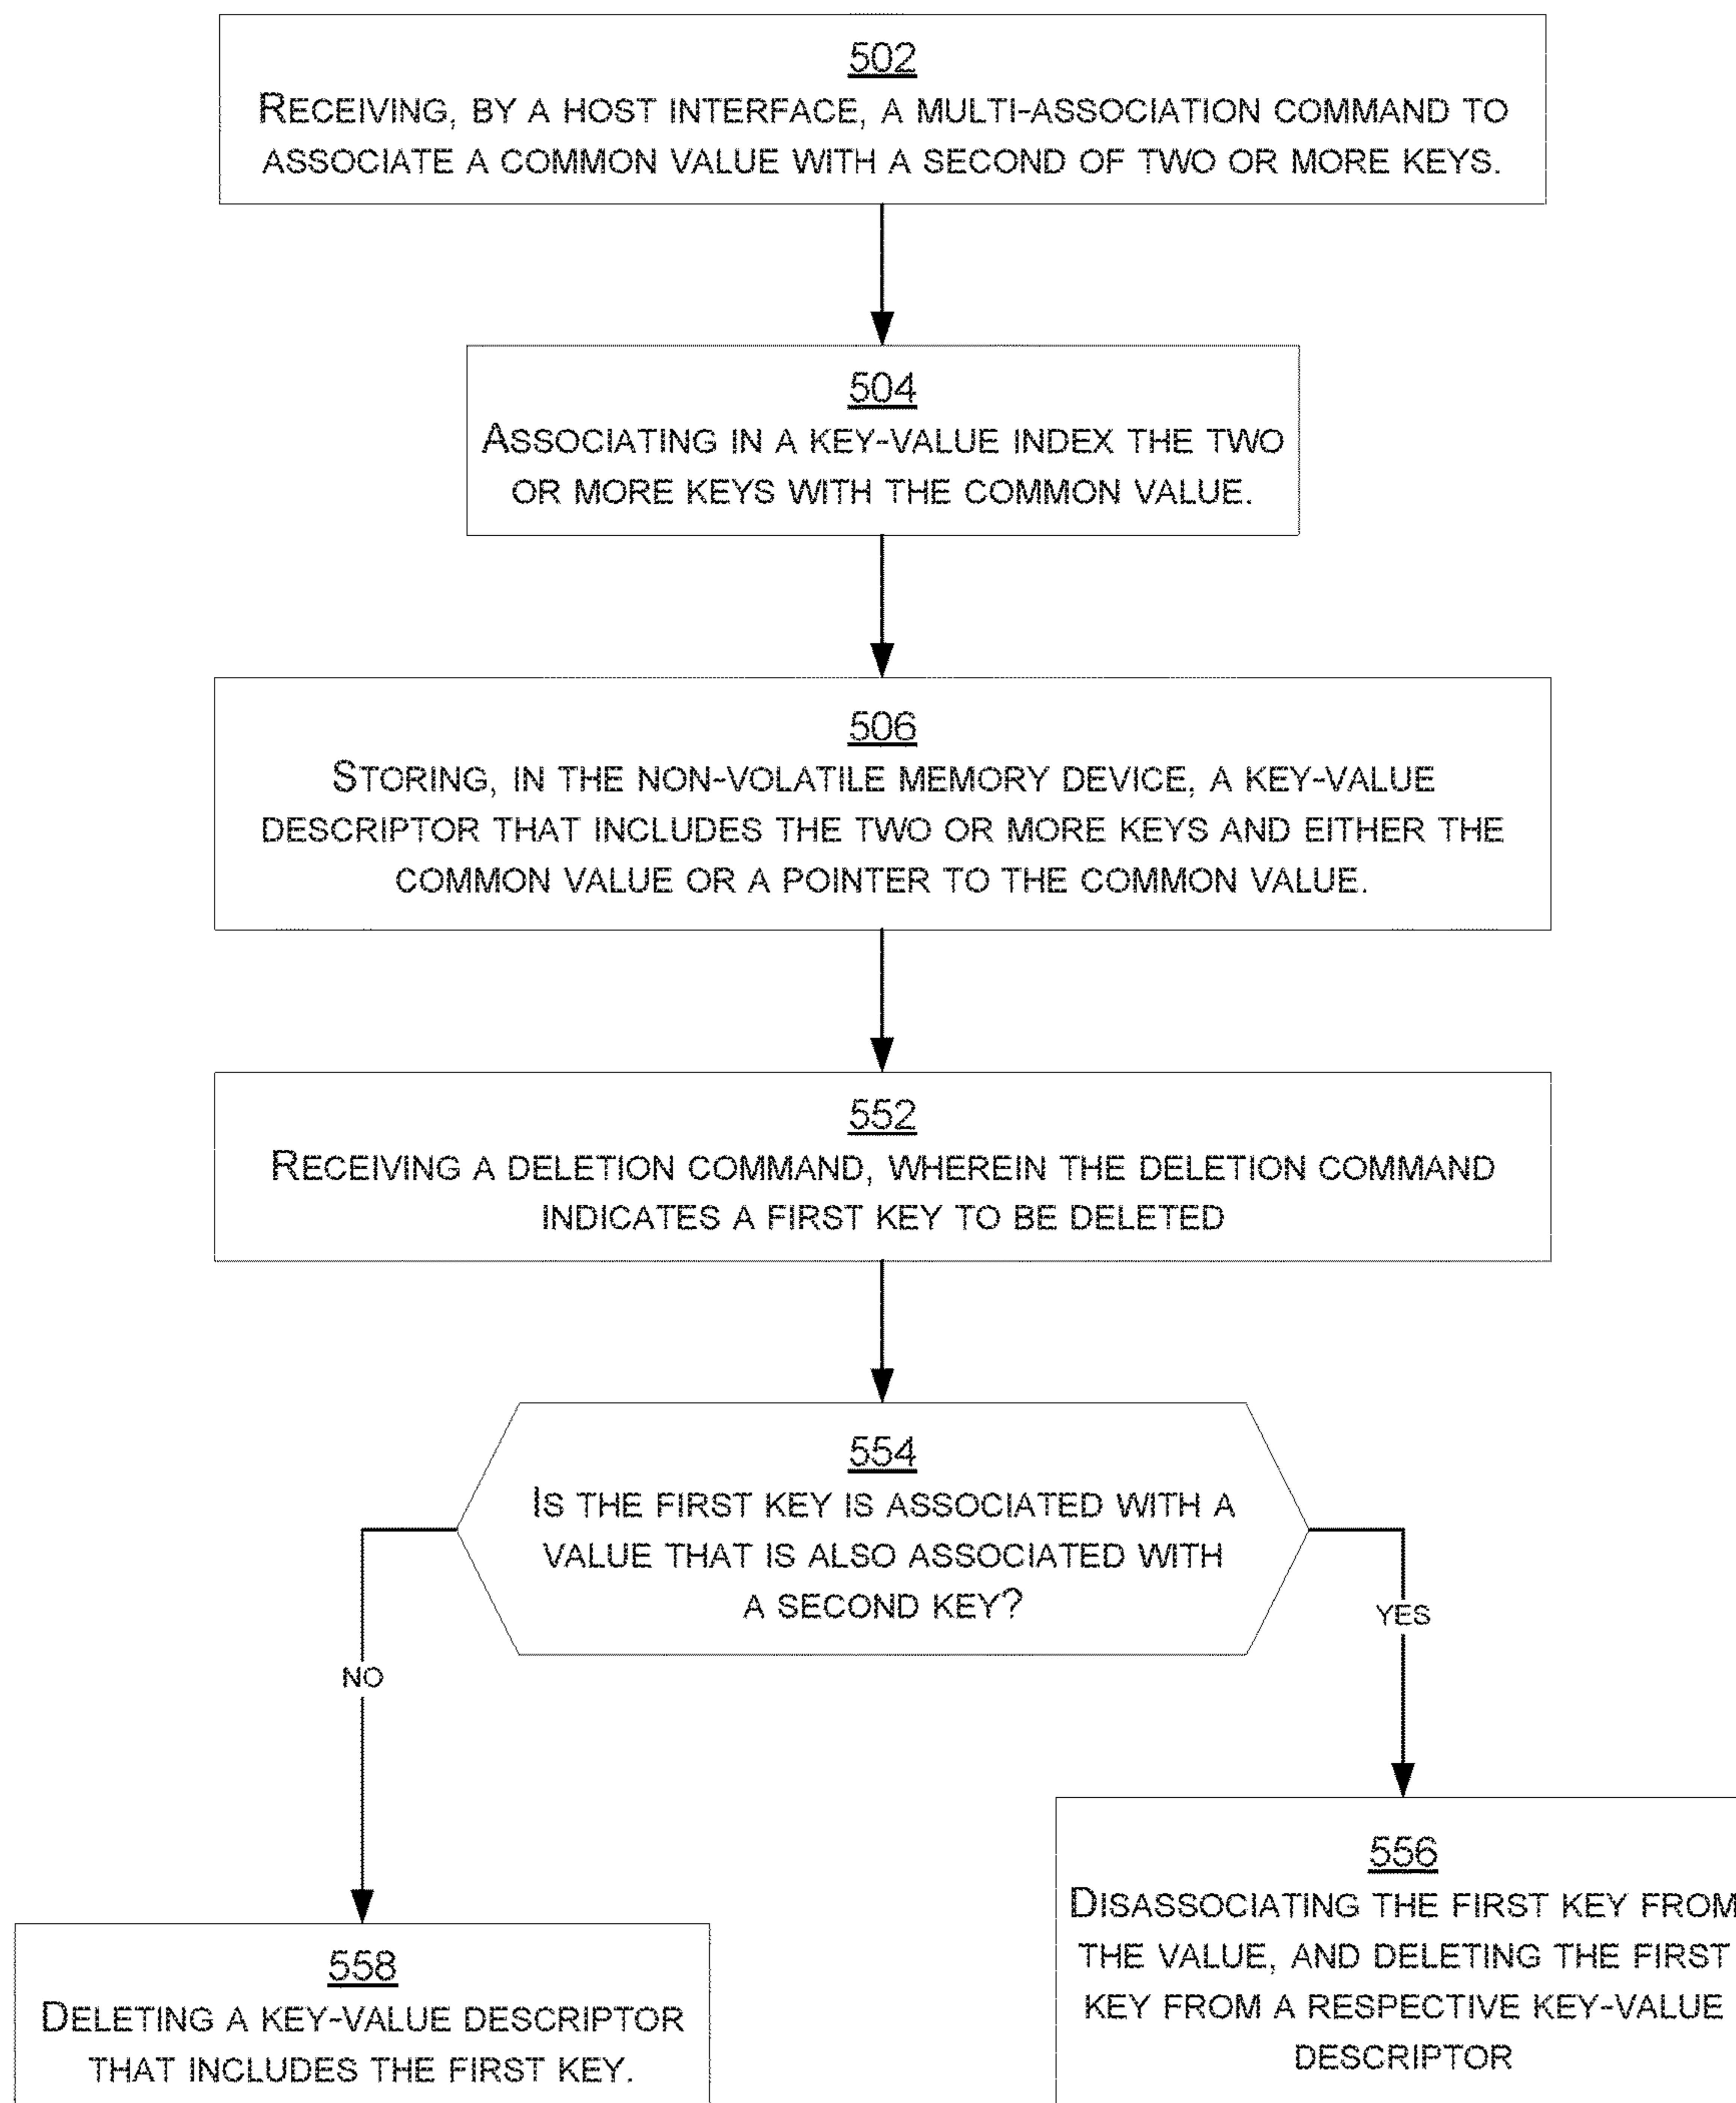 502
RECEIVING, BY A HOST INTERFACE, A MULTI-ASSOCIATION COMMAND TO
ASSOCIATE A COMMON VALUE WITH A SECOND OF TWO OR MORE KEYS.
504
ASSOCIATING IN A KEY-VALUE INDEX THE TWO
OR MORE KEYS WITH THE COMMON VALUE.
506
STORING, IN THE NON-VOLATILE MEMORY DEVICE, A KEY-VALUE
DESCRIPTOR THAT INCLUDES THE TWO OR MORE KEYS AND EITHER THE
COMMON VALUE OR A POINTER TO THE COMMON VALUE.
552
RECEIVING A DELETION COMMAND, WHEREIN THE DELETION COMMAND
INDICATES A FIRST KEY TO BE DELETED
554
IS THE FIRST KEY IS ASSOCIATED WITH A
VALUE THAT IS ALSO ASSOCIATED WITH
A SECOND KEY?
YES
NO
556
DISASSOCIATING THE FIRST KEY FROM
THE VALUE, AND DELETING THE FIRST
KEY FROM A RESPECTIVE KEY-VALUE
DESCRIPTOR
558
DELETING A KEY-VALUE DESCRIPTOR
THAT INCLUDES THE FIRST KEY.